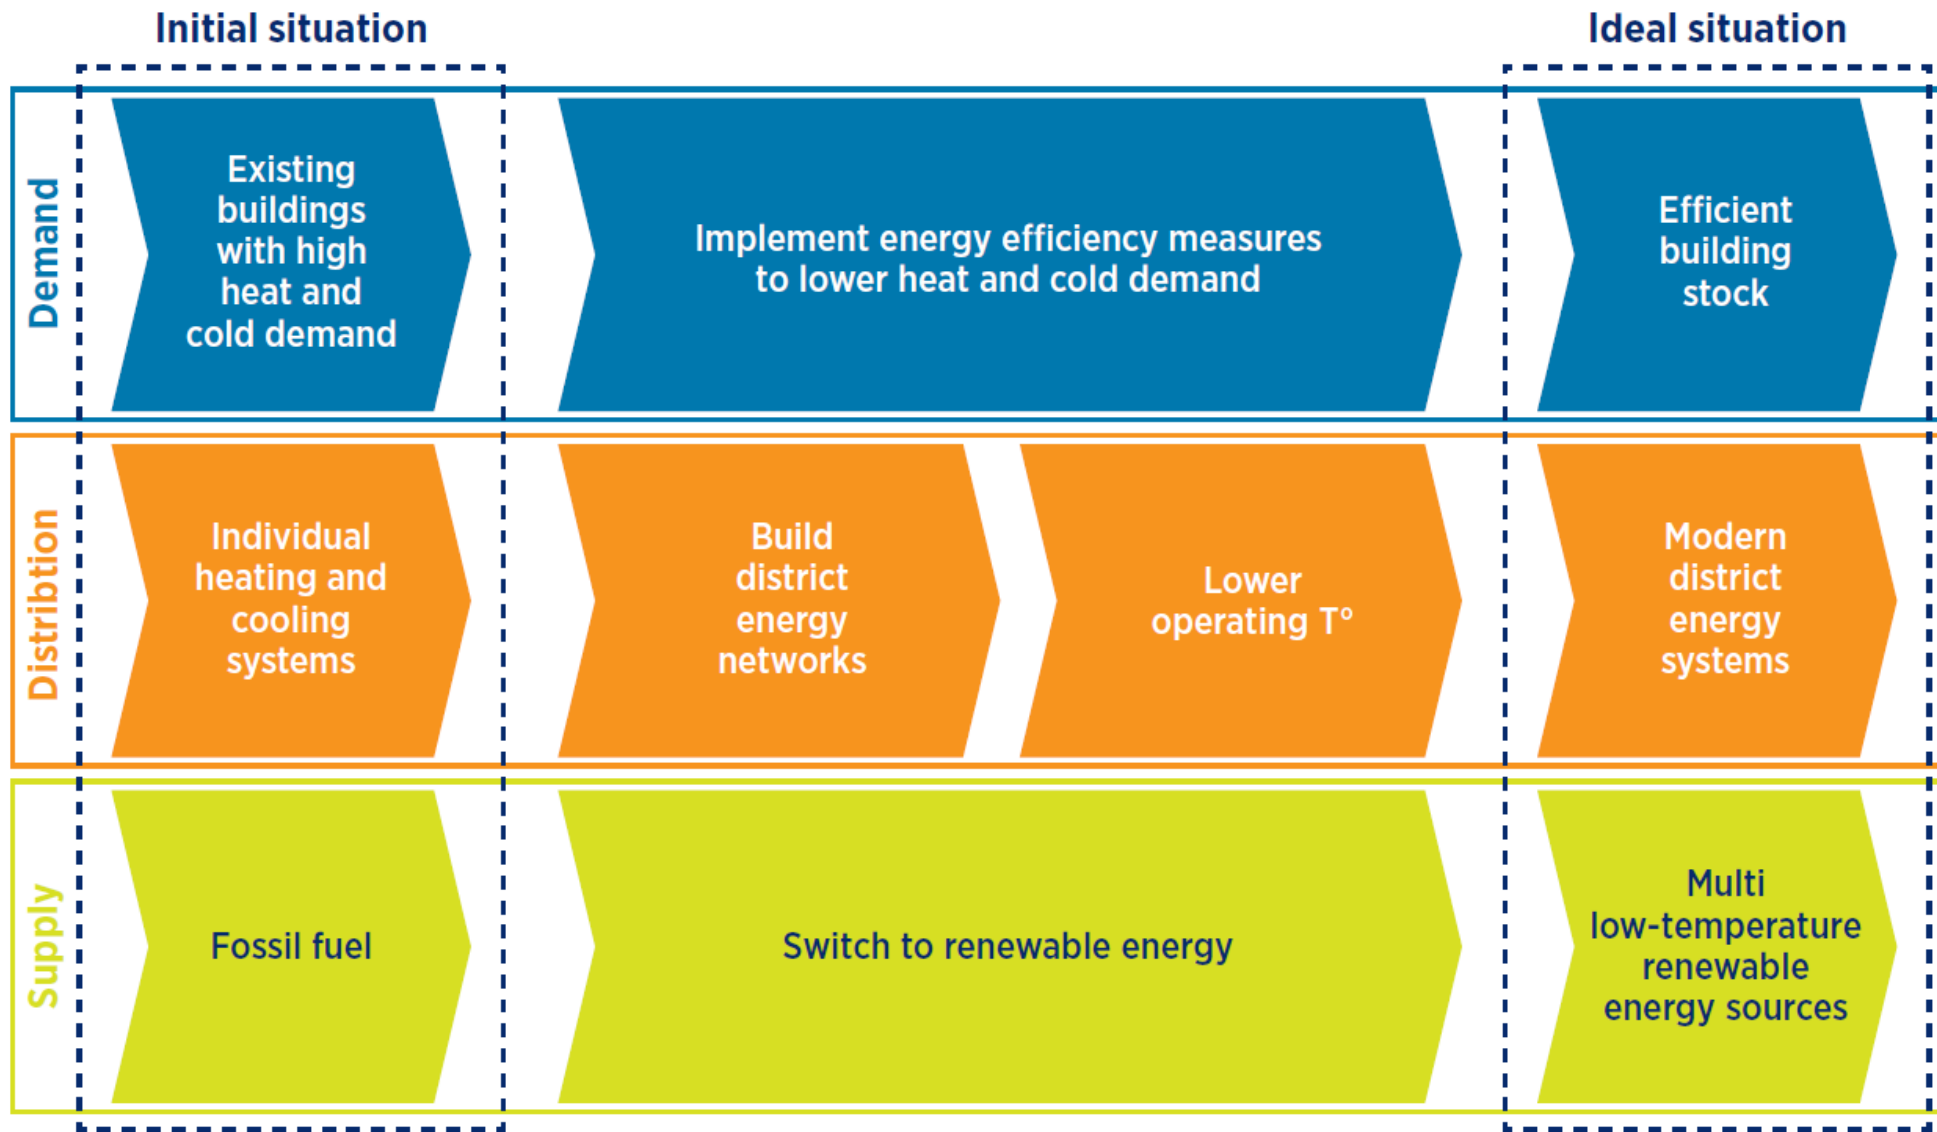 Initial situation
Ideal situation
Demand
Existing
buildings
with high
heat and
cold demand
Implement energy efficiency measures
to lower heat and cold demand
Efficient
building
stock
Distribtion
Individual
heating and
cooling
systems
Build
district
energy
networks
Lower
operating T°
Modern
district
energy
systems
Supply
Fossil fuel
Switch to renewable energy
Multi
low-temperature
renewable
energy sources